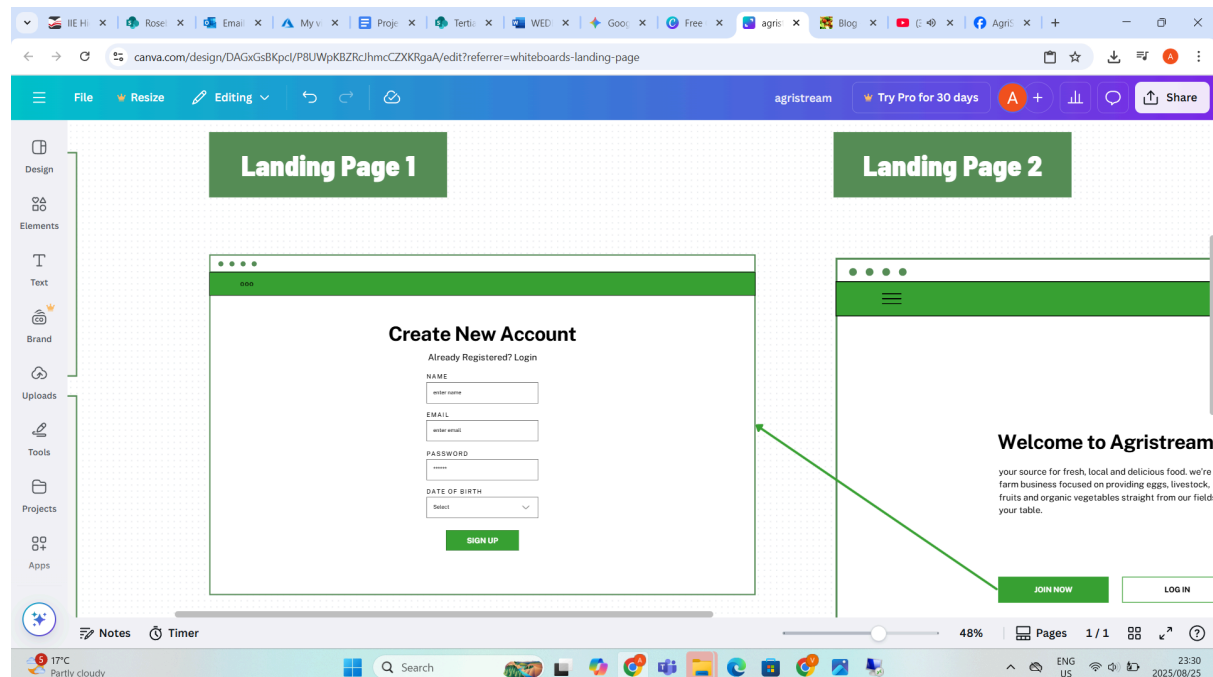 IIE Hi
Rosei
Email
My v
Proje
Tertia
WED
Goog
Free
agris
Blog
(3
AgriS
canva.com/design/DAGxGsBKpcI/P8UWpKBZRcJhmcCZXKRgaA/edit?referrer=whiteboards-landing-page
A
File
Resize
Editing
agristream
Try Pro for 30 days
A
Share
Design
Elements
Text
Brand
Uploads
Tools
Projects
Apps
Landing Page 1
Landing Page 2
Create New Account
Already Registered? Login
NAME
enter name
EMAIL
enter email
PASSWORD
******
DATE OF BIRTH
Select
SIGN UP
Welcome to Agristream
your source for fresh, local and delicious food. we're
farm business focused on providing eggs, livestock,
fruits and organic vegetables straight from our fields
your table.
JOIN NOW
LOG IN
Notes
Timer
48%
Pages
1 / 1
5
17°C
Partly cloudy
Search
ENG
US
23:30
2025/08/25